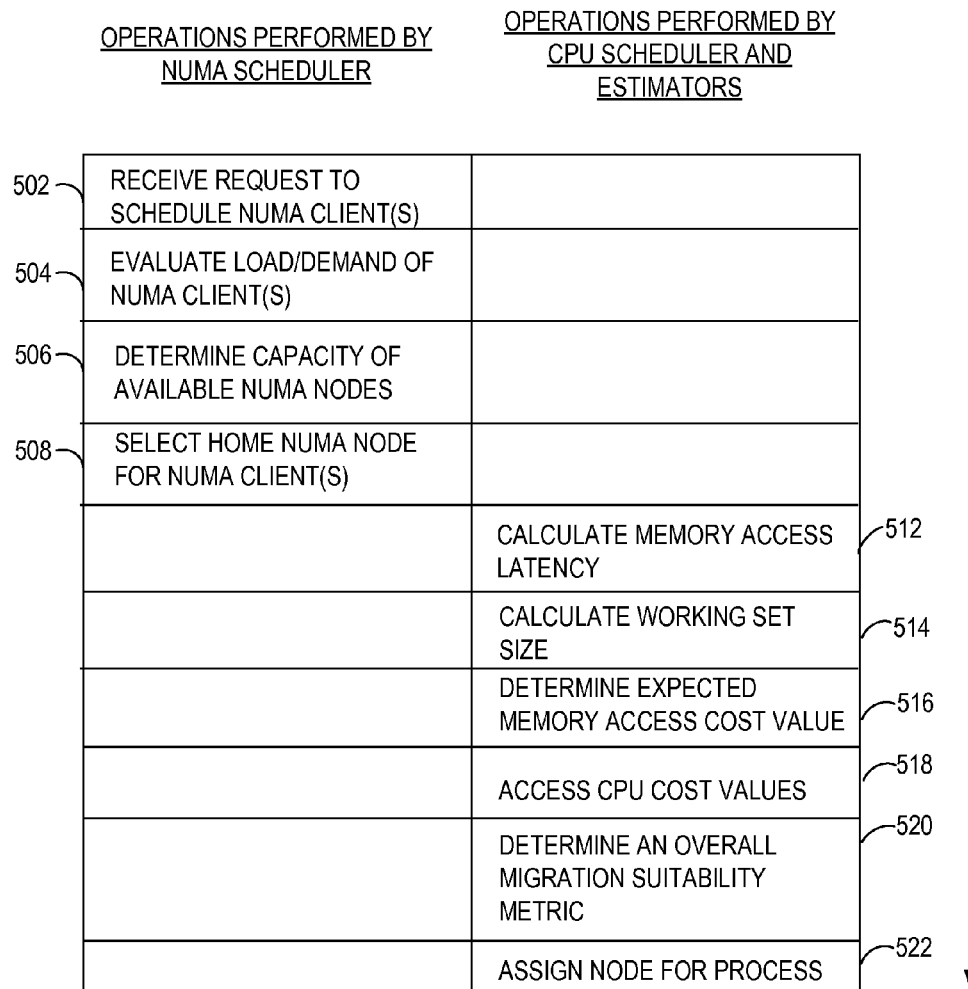 OPERATIONS PERFORMED BY
NUMA SCHEDULER
OPERATIONS PERFORMED BY
CPU SCHEDULER AND
ESTIMATORS
502
RECEIVE REQUEST TO
SCHEDULE NUMA CLIENT(S)
504
EVALUATE LOAD/DEMAND OF
NUMA CLIENT(S)
506
DETERMINE CAPACITY OF
AVAILABLE NUMA NODES
508
SELECT HOME NUMA NODE
FOR NUMA CLIENT(S)
CALCULATE MEMORY ACCESS
LATENCY
512
CALCULATE WORKING SET
SIZE
514
DETERMINE EXPECTED
MEMORY ACCESS COST VALUE
516
ACCESS CPU COST VALUES
518
DETERMINE AN OVERALL
MIGRATION SUITABILITY
METRIC
520
ASSIGN NODE FOR PROCESS
522